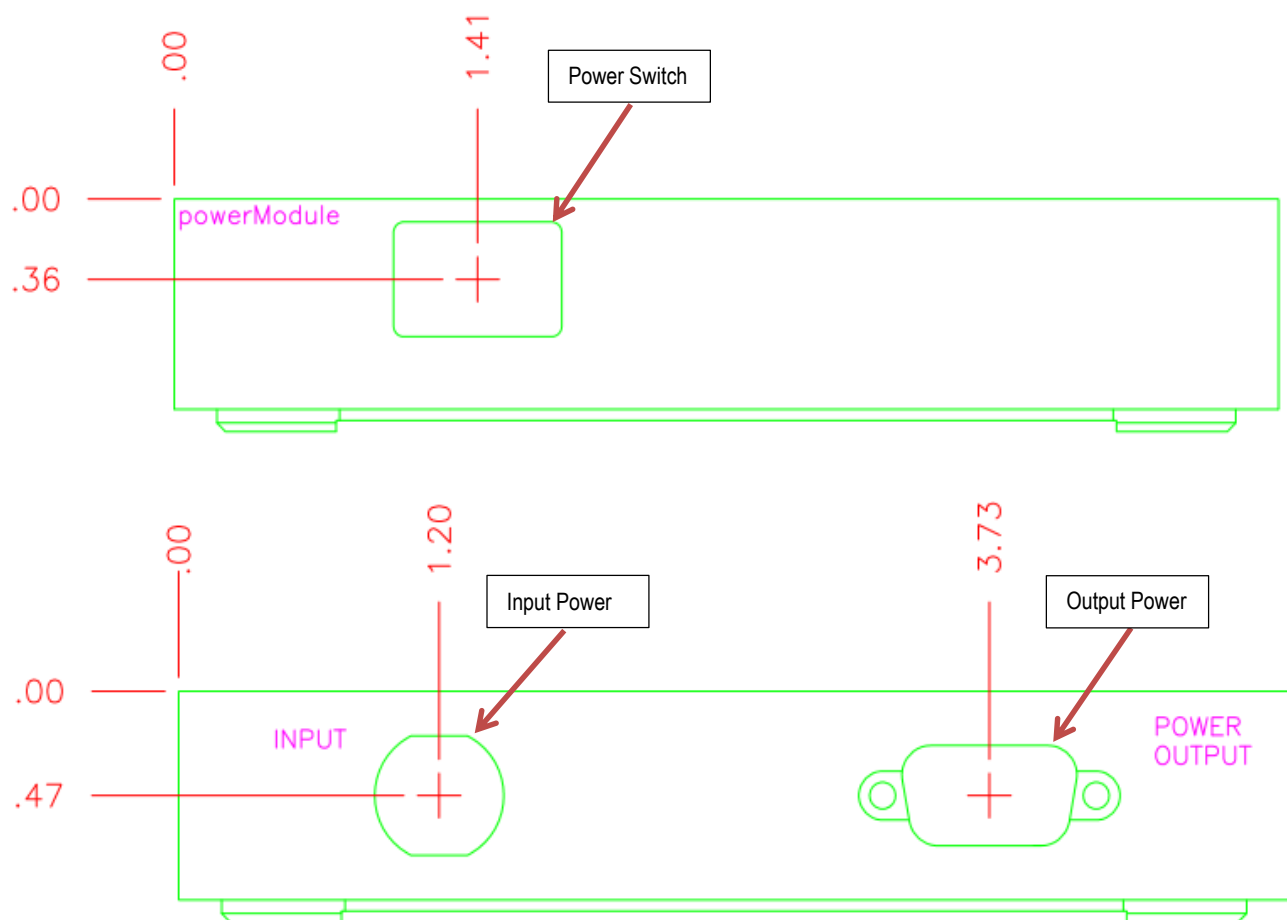 .00
1.41
Power Switch
.00
powerModule
.36
.00
1.20
3.73
Input Power
Output Power
.00
INPUT
POWER
OUTPUT
.47